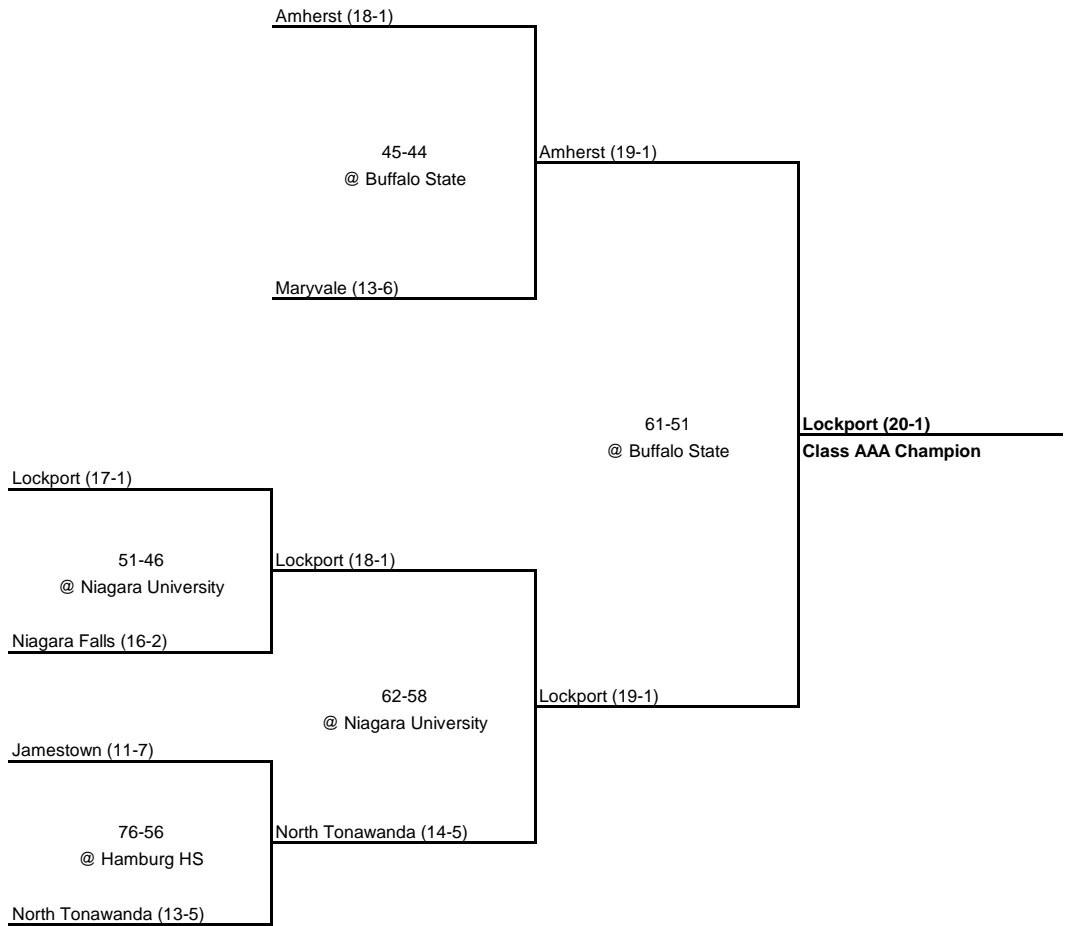 Amherst (18-1)
45-44
@ Buffalo State
Amherst (19-1)
Maryvale (13-6)
61-51
@ Buffalo State
Lockport (20-1)
Class AAA Champion
Lockport (17-1)
51-46
@ Niagara University
Lockport (18-1)
Niagara Falls (16-2)
62-58
@ Niagara University
Lockport (19-1)
Jamestown (11-7)
76-56
@ Hamburg HS
North Tonawanda (14-5)
North Tonawanda (13-5)